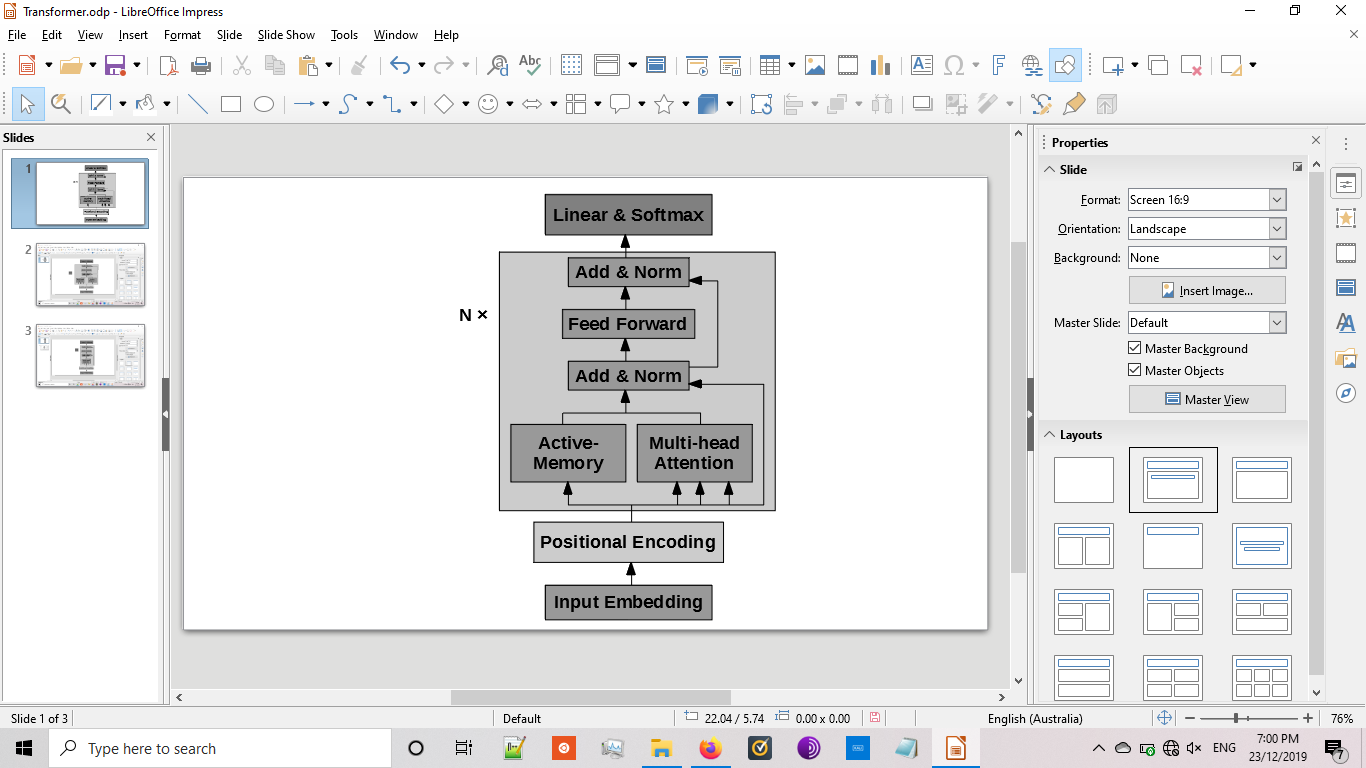 Transformer.odp - LibreOffice Impress
File Edit View Insert Format Slide Slide Show Tools Window Help
Slides
1
2
3
Linear & Softmax
Add & Norm
N ×
Feed Forward
Add & Norm
Active-
Memory
Multi-head
Attention
Positional Encoding
Input Embedding
Properties
Slide
Format: Screen 16:9
Orientation: Landscape
Background: None
Insert Image...
Master Slide: Default
Master Background
Master Objects
Master View
Layouts
Slide 1 of 3 Default 22.04 / 5.74 0.00 x 0.00 English (Australia) 76%
Type here to search
ENG
7:00 PM
23/12/2019
7